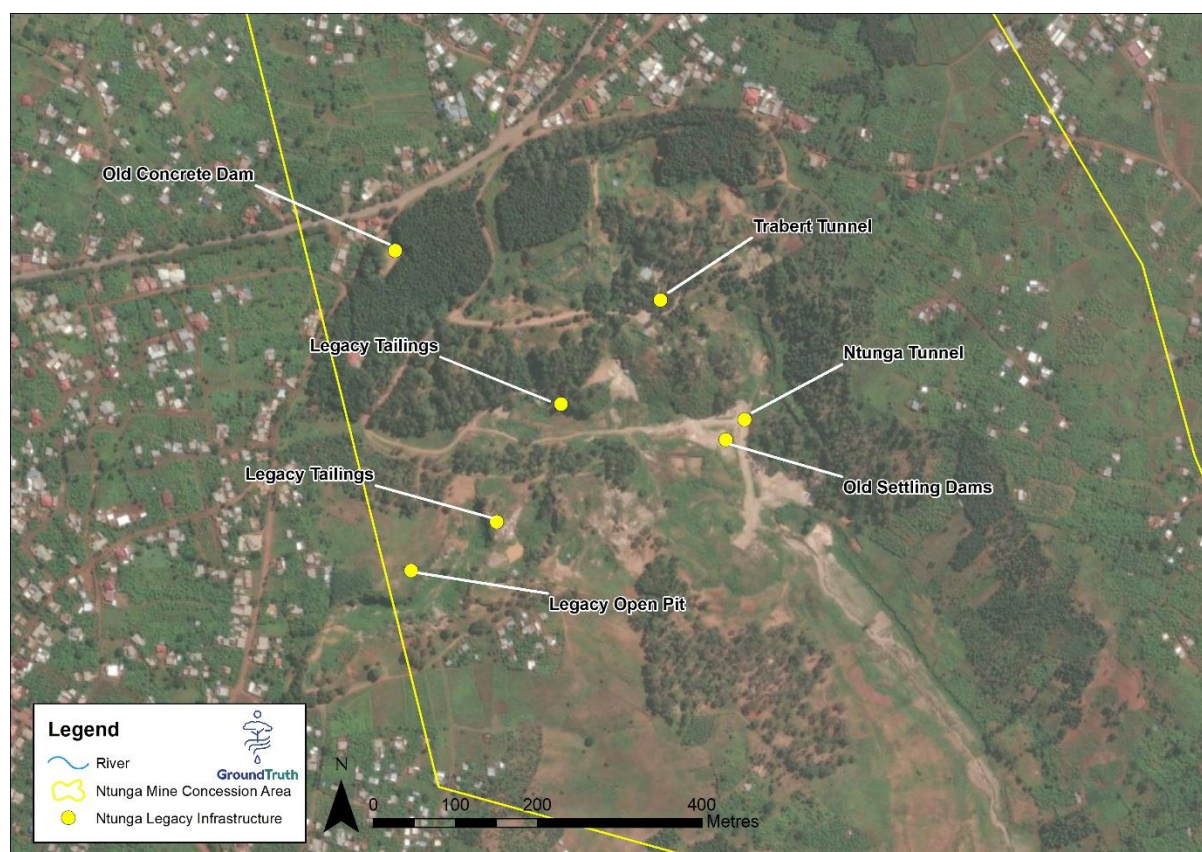 Old Concrete Dam
Trabert Tunnel
Legacy Tailings
Ntunga Tunnel
Legacy Tailings
Old Settling Dams
Legacy Open Pit
Legend
River
Ntunga Mine Concession Area
Ntunga Legacy Infrastructure
GroundTruth
N
0 100 200 400
Metres